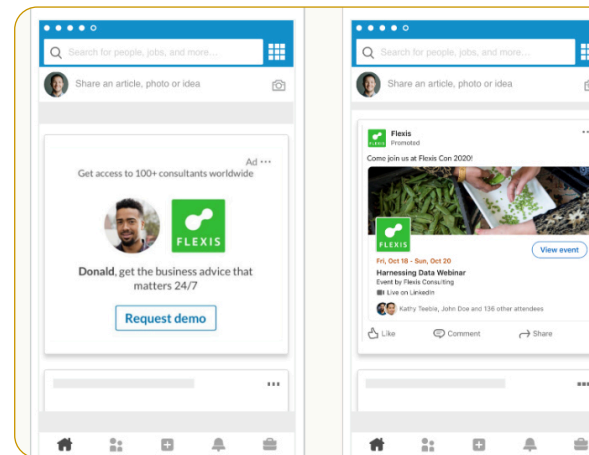 Search for people, jobs, and more...
Share an article, photo or idea
Ad
Get access to 100+ consultants worldwide
FLEXIS
Donald, get the business advice that
matters 24/7
Request demo
Search for people, jobs, and more...
Share an article, photo or idea
FLEXIS
Flexis
Promoted
Come join us at Flexis Con 2020!
FLEXIS
View event
Fri, Oct 18 - Sun, Oct 20
Harnessing Data Webinar
Event by Flexis Consulting
Live on LinkedIn
Kathy Teeble, John Doe and 136 other attendees
Like
Comment
Share